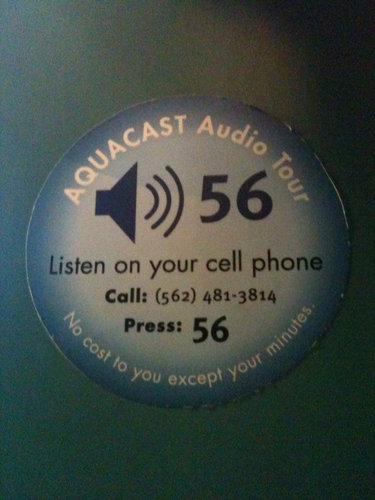 AQUACAST Audio Tour
56
Listen on your cell phone
Call: (562) 481-3814
Press: 56
No cost to you except your minutes.